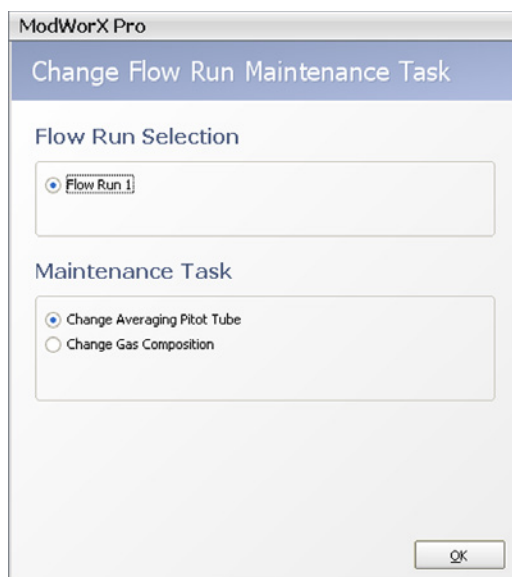 ModWorX Pro
Change Flow Run Maintenance Task
Flow Run Selection
Flow Run 1
Maintenance Task
Change Averaging Pitot Tube
Change Gas Composition
OK